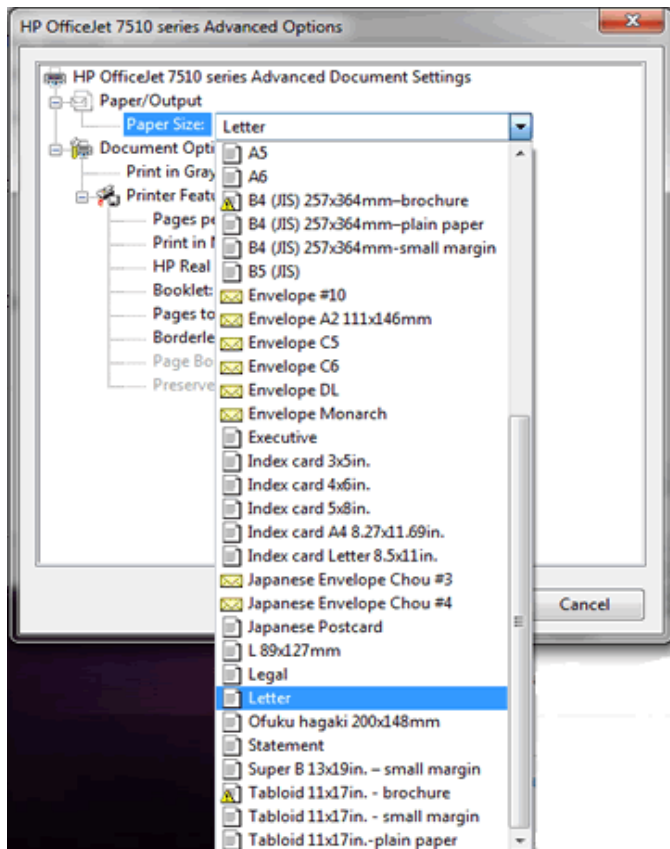 HP OfficeJet 7510 series Advanced Options
HP OfficeJet 7510 series Advanced Document Settings
Paper/Output
Paper Size: Letter
Document Opti
Print in Gray
Printer Featu
Pages pe
Print in
HP Real
Booklet:
Pages to
Borderle
Page Bo
Preserve
A5
A6
B4 (JIS) 257x364mm–brochure
B4 (JIS) 257x364mm–plain paper
B4 (JIS) 257x364mm-small margin
B5 (JIS)
Envelope #10
Envelope A2 111x146mm
Envelope C5
Envelope C6
Envelope DL
Envelope Monarch
Executive
Index card 3x5in.
Index card 4x6in.
Index card 5x8in.
Index card A4 8.27x11.69in.
Index card Letter 8.5x11in.
Japanese Envelope Chou #3
Japanese Envelope Chou #4
Japanese Postcard
L 89x127mm
Legal
Letter
Ofuku hagaki 200x148mm
Statement
Super B 13x19in. – small margin
Tabloid 11x17in. - brochure
Tabloid 11x17in. - small margin
Tabloid 11x17in.-plain paper
Cancel